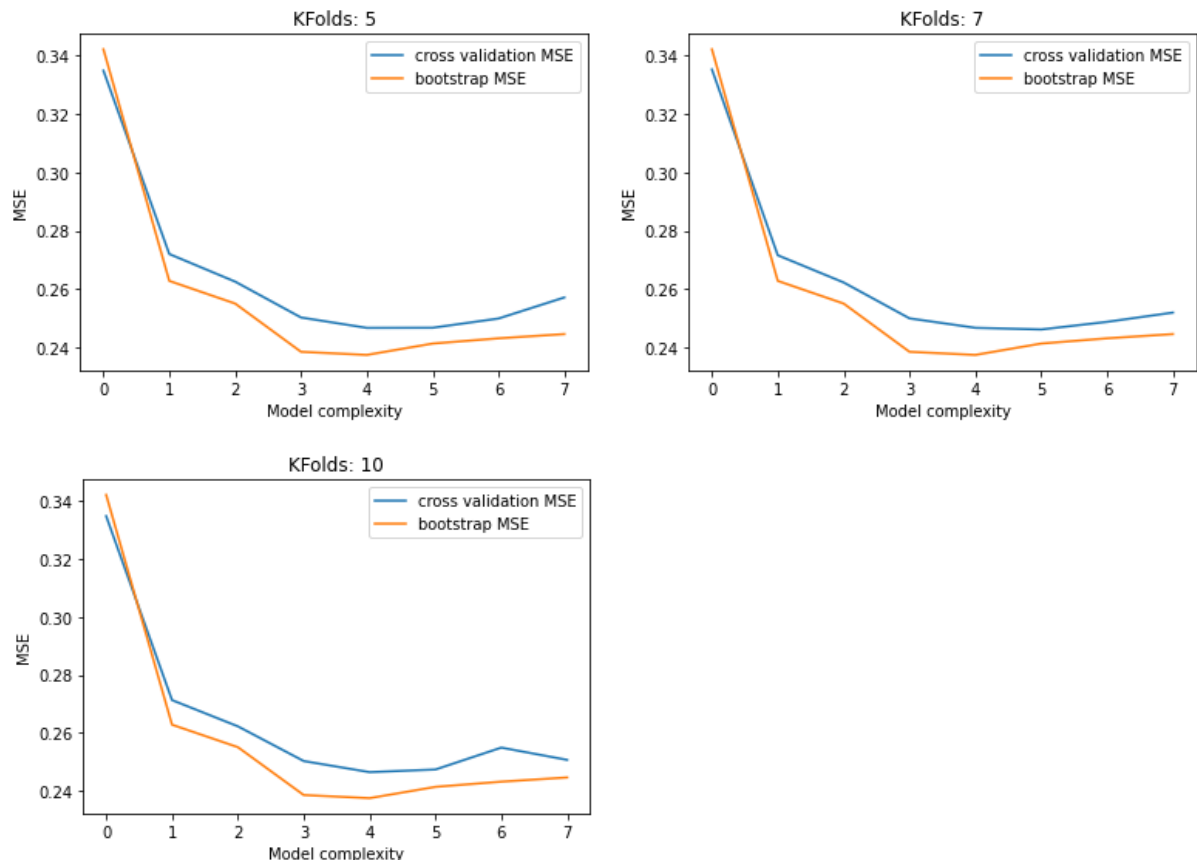 KFolds: 5
cross validation MSE
bootstrap MSE
0.34
0.32
0.30
0.28
0.26
0.24
MSE
0 1 2 3 4 5 6 7
Model complexity
KFolds: 7
cross validation MSE
bootstrap MSE
0.34
0.32
0.30
0.28
0.26
0.24
MSE
0 1 2 3 4 5 6 7
Model complexity
KFolds: 10
cross validation MSE
bootstrap MSE
0.34
0.32
0.30
0.28
0.26
0.24
MSE
0 1 2 3 4 5 6 7
Model complexity